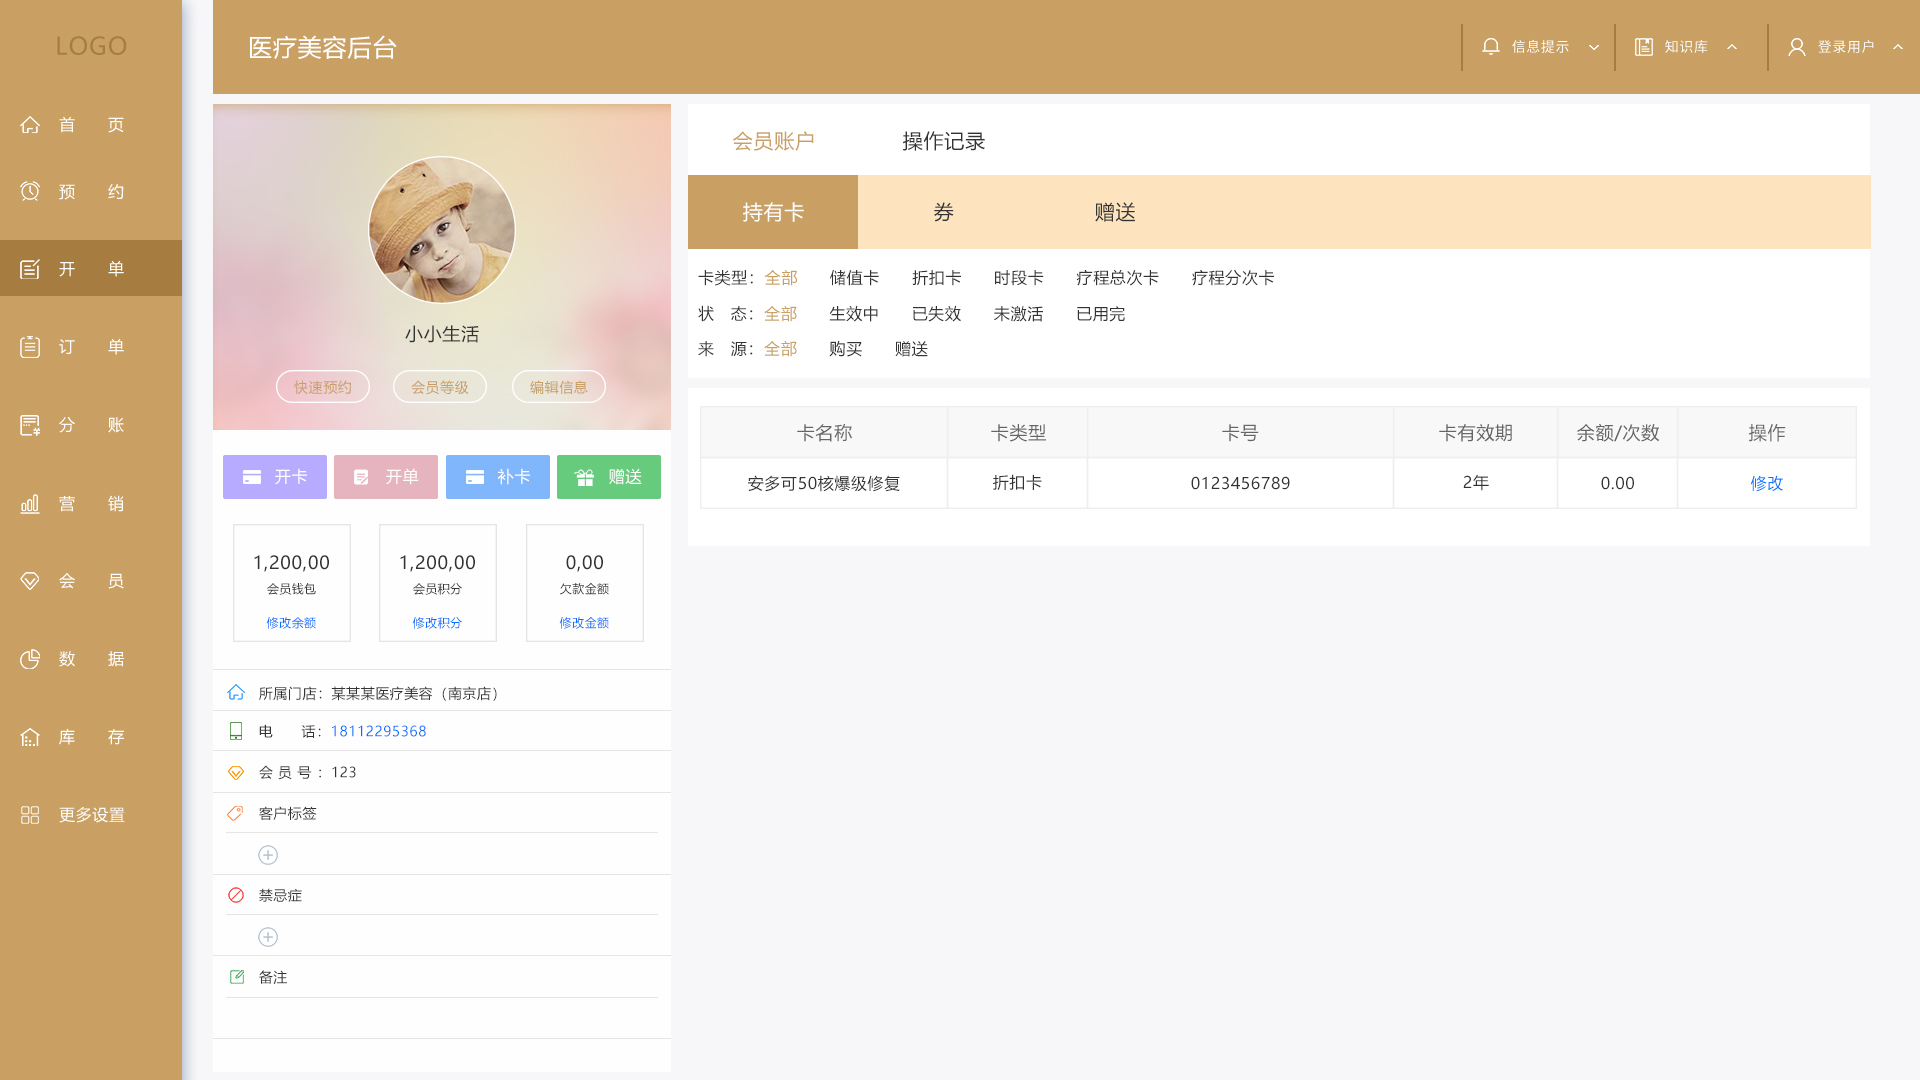 LOGO
首 页
预 约
开 单
订 单
分 账
营 销
会 员
数 据
库 存
更多设置
医疗美容后台
信息提示
知识库
登录用户
小小生活
快速预约 会员等级 编辑信息
开卡 开单 补卡 赠送
1,200,00 1,200,00 0,00
会员钱包 会员积分 欠款金额
修改余额 修改积分 修改金额
所属门店：某某某医疗美容（南京店）
电 话：18112295368
会 员 号 ：123
客户标签
禁忌症
备注
会员账户 操作记录
持有卡 券 赠送
卡类型：全部 储值卡 折扣卡 时段卡 疗程总次卡 疗程分次卡
状 态：全部 生效中 已失效 未激活 已用完
来 源：全部 购买 赠送
卡名称 卡类型 卡号 卡有效期 余额/次数 操作
安多可50核爆级修复 折扣卡 0123456789 2年 0.00 修改